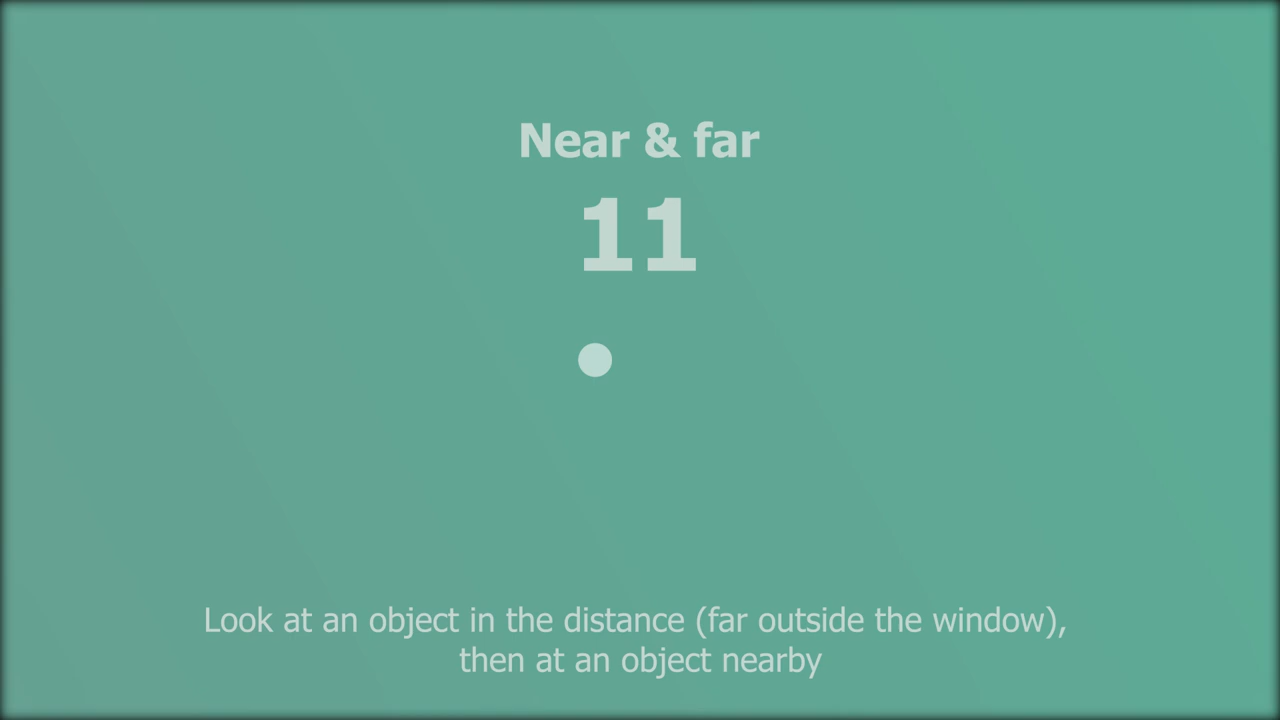 Near & far
11
Look at an object in the distance (far outside the window),
then at an object nearby